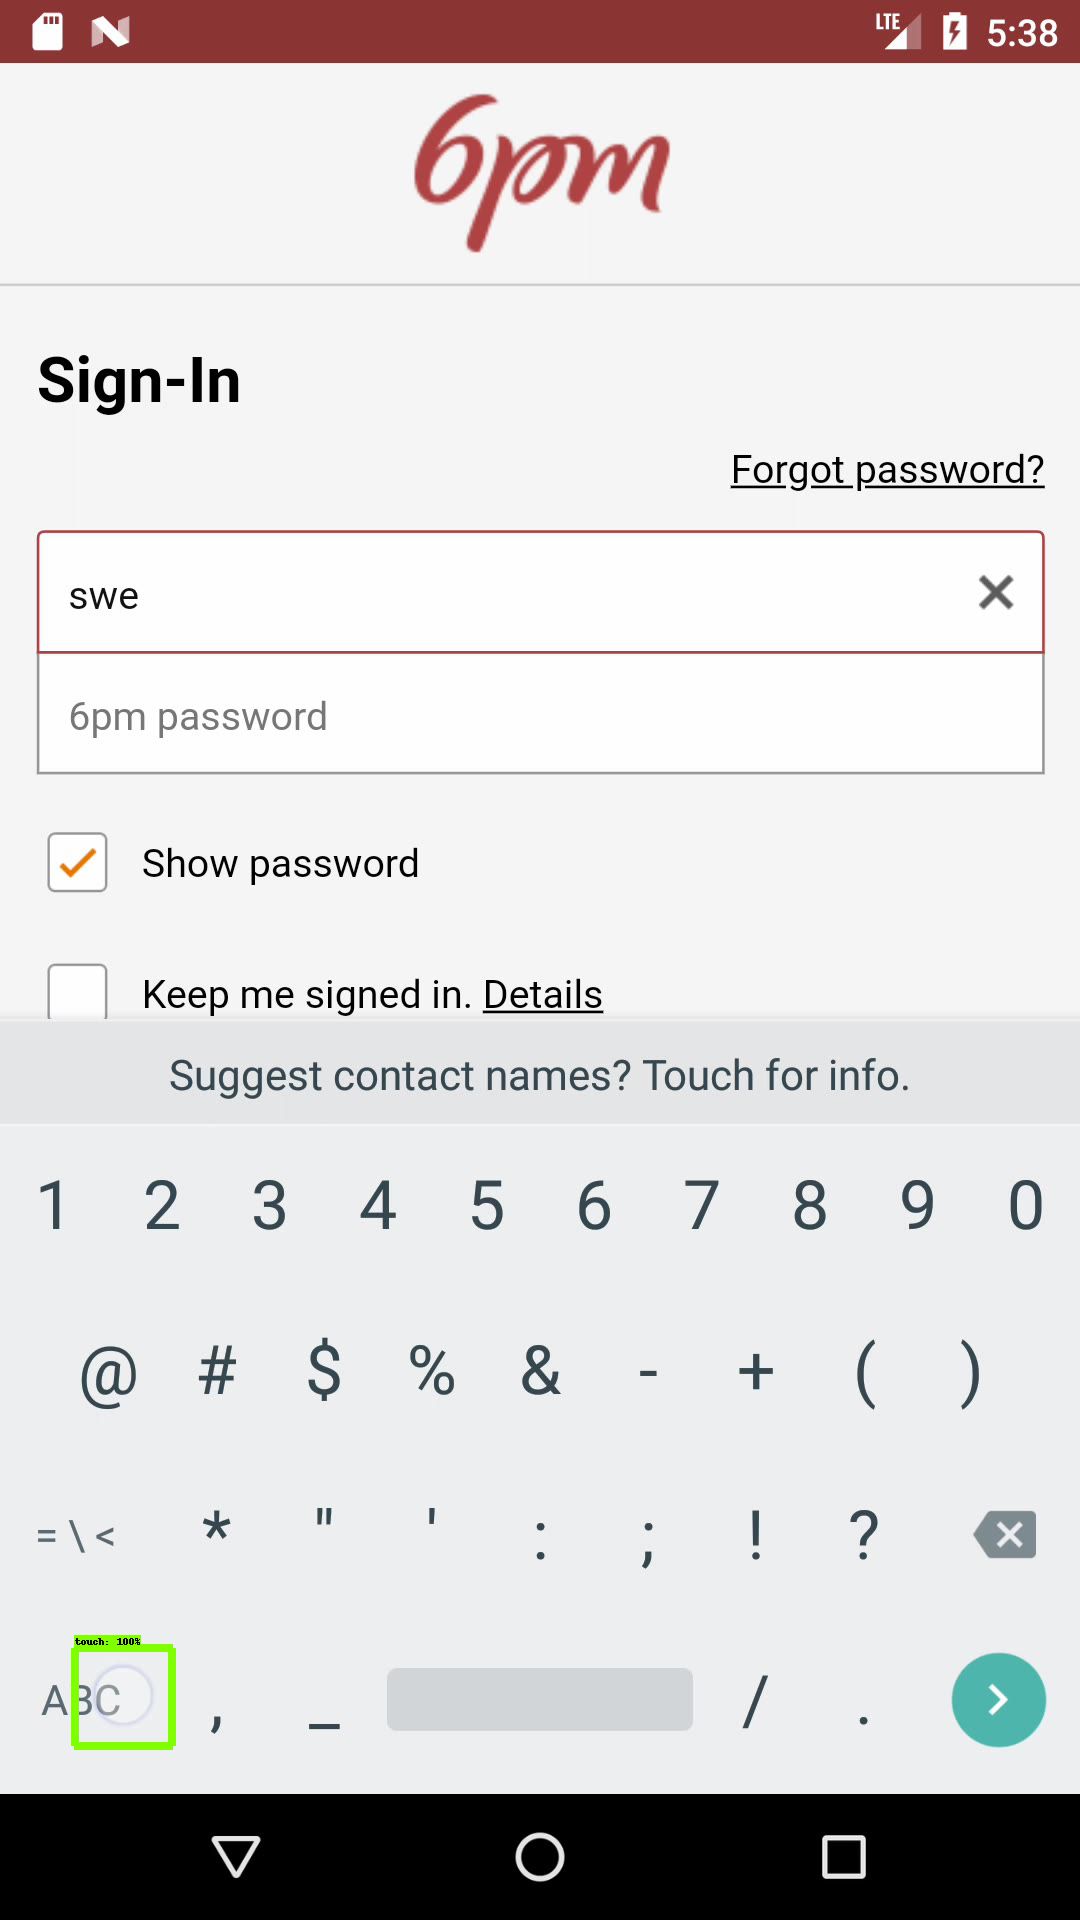 LTE 5:38
6pm
Sign-In
Forgot password?
swe
6pm password
Show password
Keep me signed in. Details
Suggest contact names? Touch for info.
1 2 3 4 5 6 7 8 9 0
@ # $ % & - + ( )
= \ < * " ' : ; ! ?
touch: 100%
ABC , _ / .